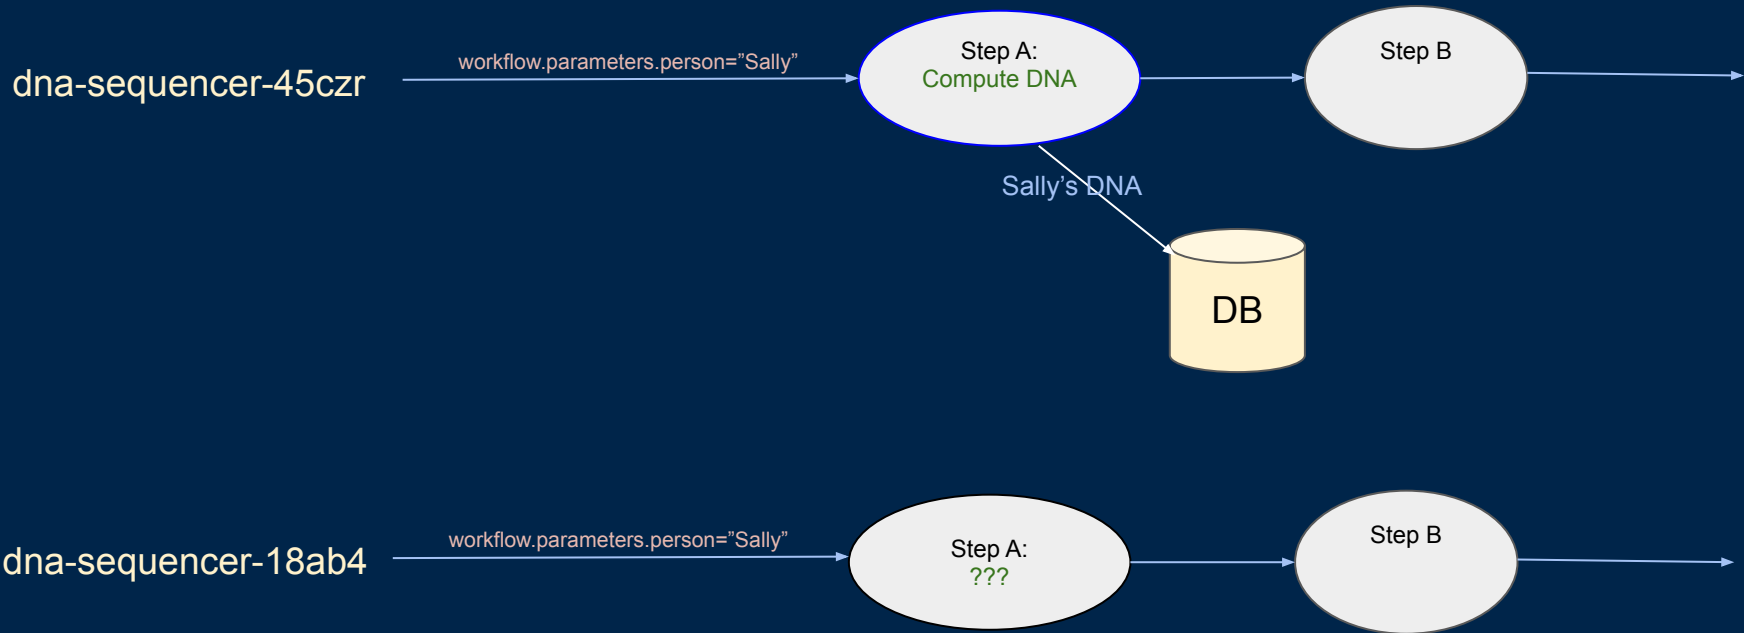 dna-sequencer-45czr
workflow.parameters.person=”Sally”
Step A:
Compute DNA
Step B
Sally’s DNA
DB
dna-sequencer-18ab4
workflow.parameters.person=”Sally”
Step A:
???
Step B